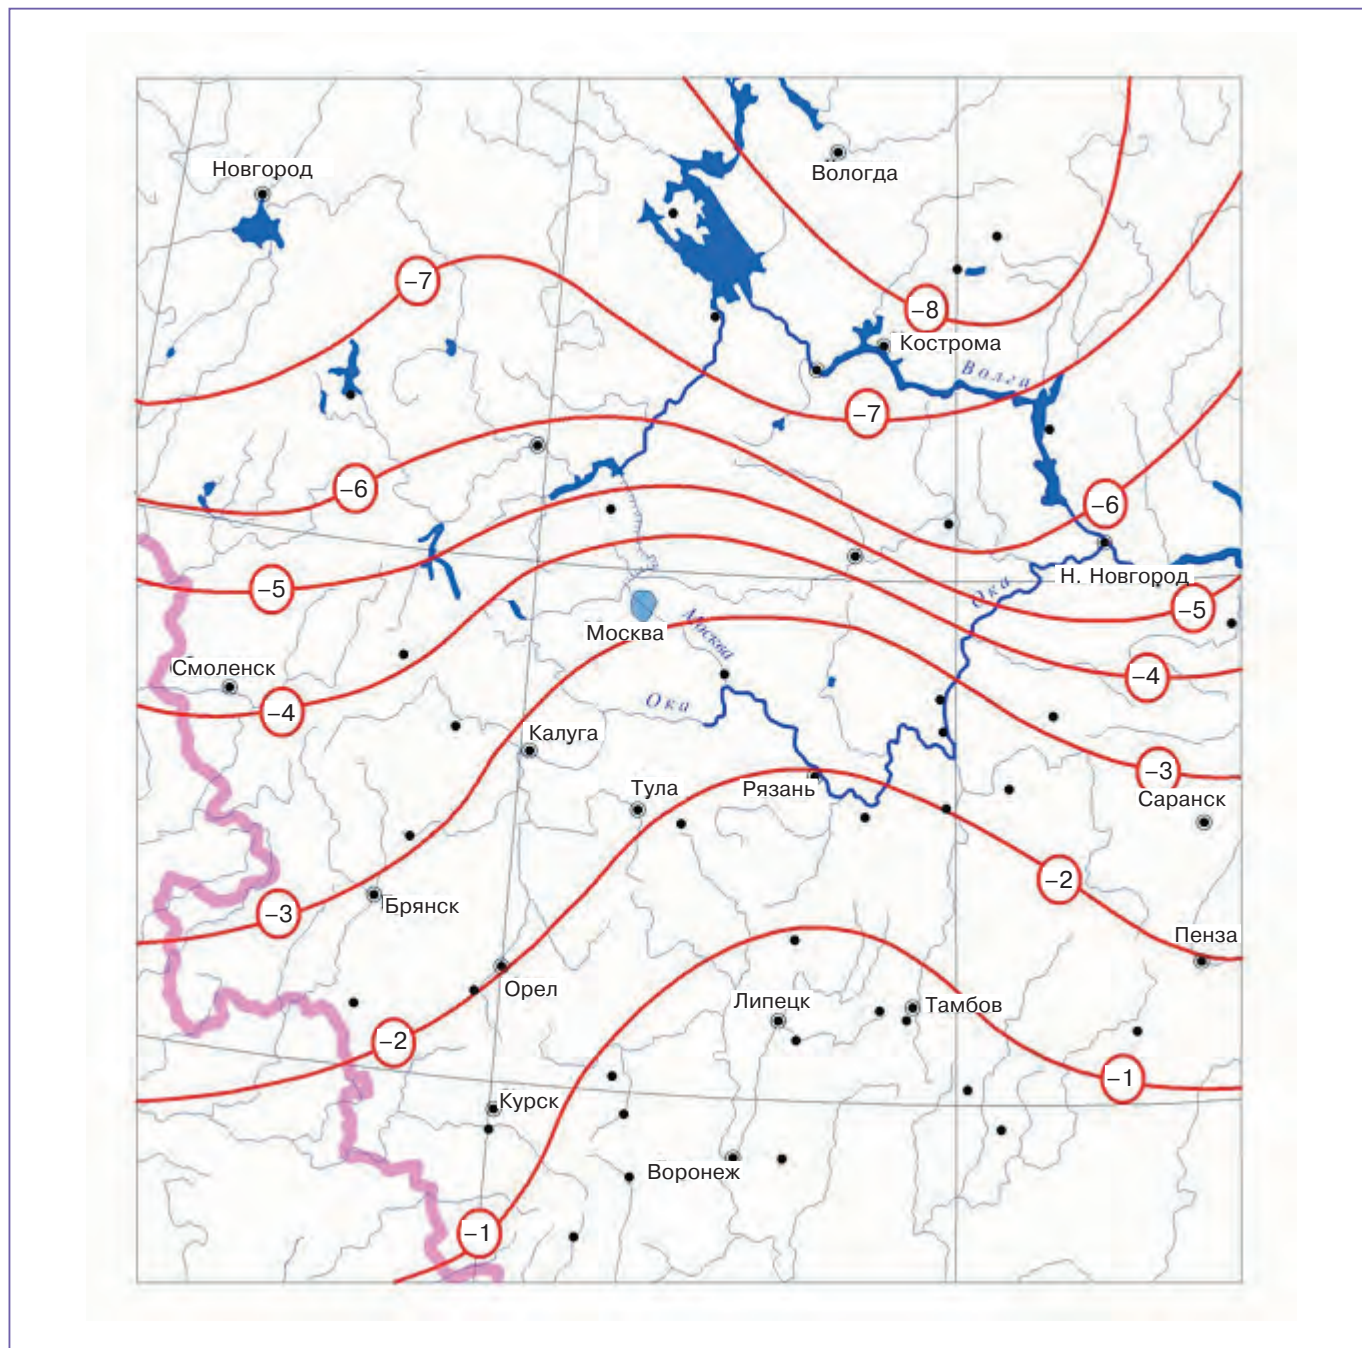 Новгород
Вологда
–7
–8
Кострома
Волга
–7
–6
–6
Н. Новгород
–5
Ока
–5
Москва
Москва
Смоленск
–4
–4
Ока
Калуга
–3
Тула
Рязань
Саранск
–2
–3
Брянск
Пенза
Орел
Липецк
Тамбов
–2
–1
Курск
Воронеж
–1